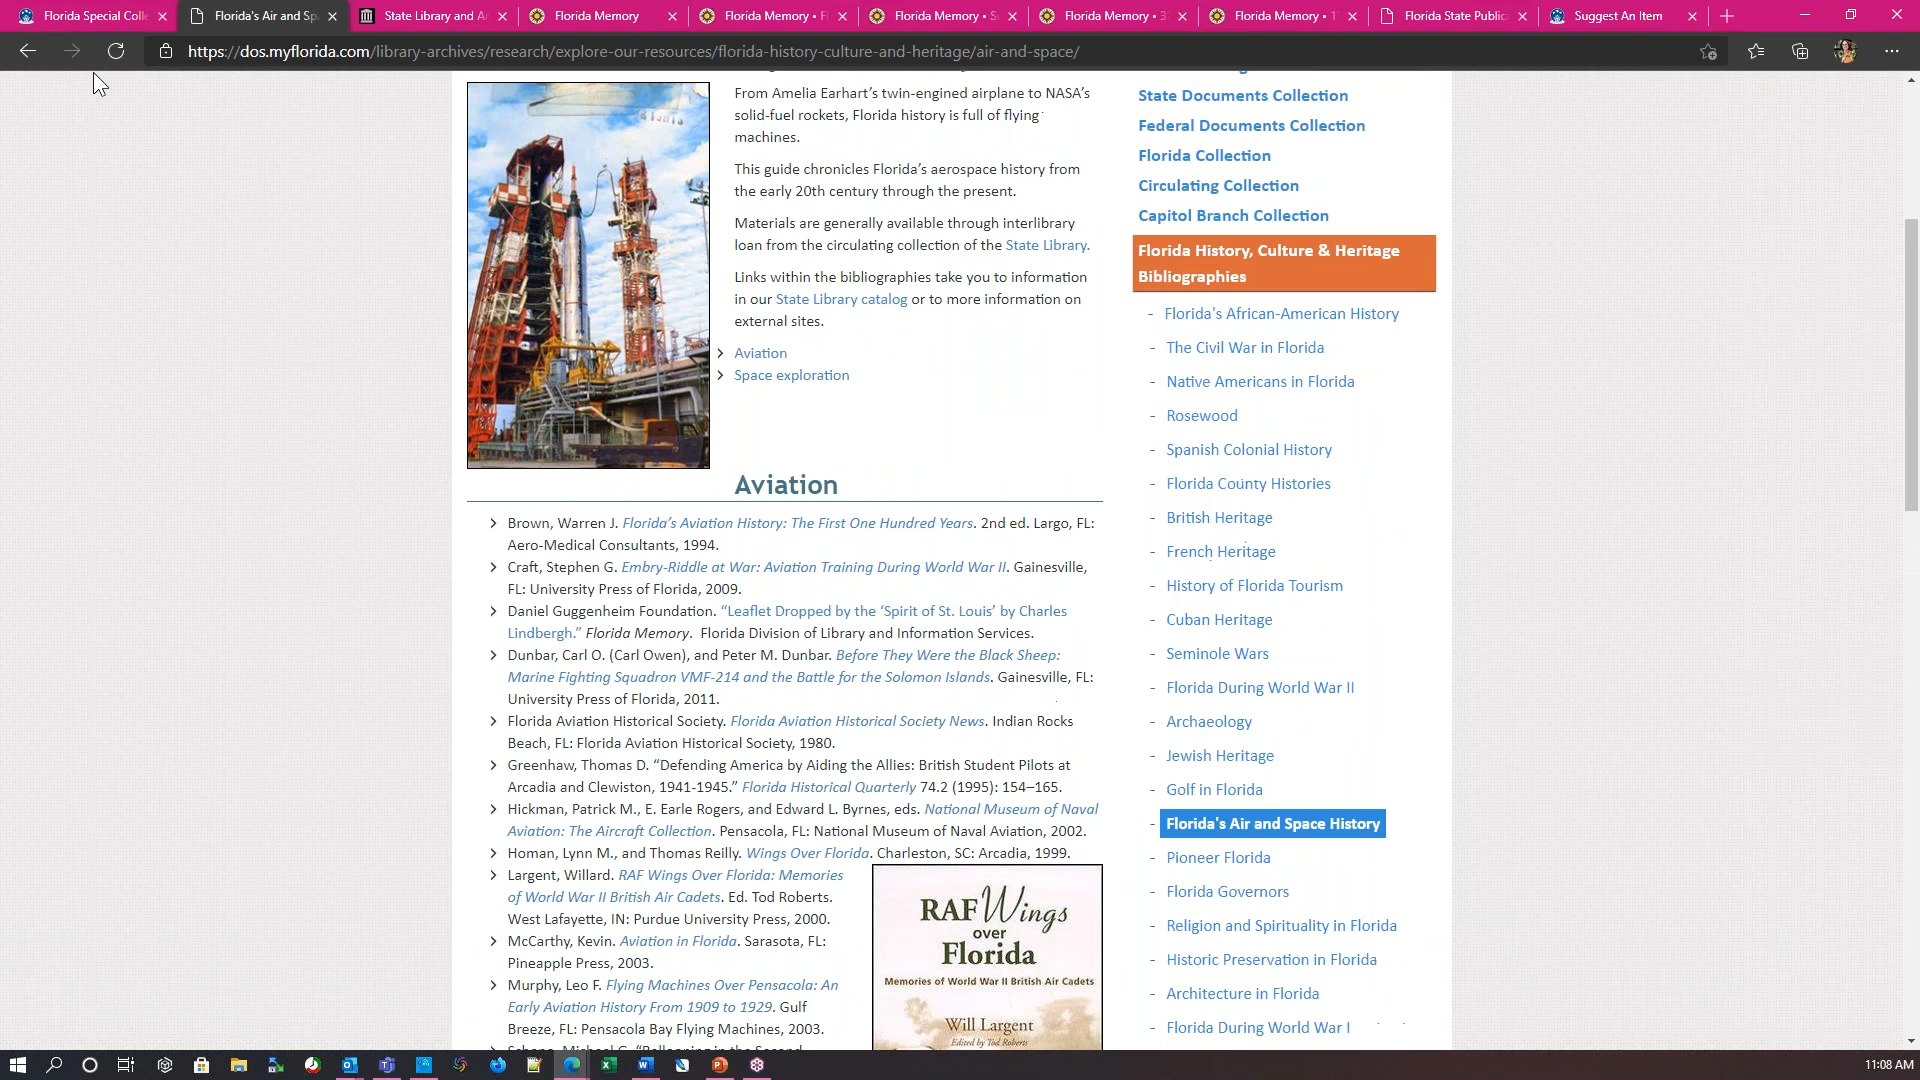 Florida Special Colle
Florida's Air and Sp
State Library and A
Florida Memory
Florida Memory •
Florida Memory •
Florida Memory •
Florida Memory •
Florida State Public
Suggest An Item
https://dos.myflorida.com/library-archives/research/explore-our-resources/florida-history-culture-and-heritage/air-and-space/
From Amelia Earhart's twin-engined airplane to NASA's
solid-fuel rockets, Florida history is full of flying
machines.
This guide chronicles Florida's aerospace history from
the early 20th century through the present.
Materials are generally available through interlibrary
loan from the circulating collection of the State Library.
Links within the bibliographies take you to information
in our State Library catalog or to more information on
external sites.
Aviation
Space exploration
Aviation
Brown, Warren J. Florida's Aviation History: The First One Hundred Years. 2nd ed. Largo, FL:
Aero-Medical Consultants, 1994.
Craft, Stephen G. Embry-Riddle at War: Aviation Training During World War II. Gainesville,
FL: University Press of Florida, 2009.
Daniel Guggenheim Foundation. “Leaflet Dropped by the ‘Spirit of St. Louis’ by Charles
Lindbergh.” Florida Memory. Florida Division of Library and Information Services.
Dunbar, Carl O. (Carl Owen), and Peter M. Dunbar. Before They Were the Black Sheep:
Marine Fighting Squadron VMF-214 and the Battle for the Solomon Islands. Gainesville, FL:
University Press of Florida, 2011.
Florida Aviation Historical Society. Florida Aviation Historical Society News. Indian Rocks
Beach, FL: Florida Aviation Historical Society, 1980.
Greenhaw, Thomas D. “Defending America by Aiding the Allies: British Student Pilots at
Arcadia and Clewiston, 1941-1945.” Florida Historical Quarterly 74.2 (1995): 154–165.
Hickman, Patrick M., E. Earle Rogers, and Edward L. Byrnes, eds. National Museum of Naval
Aviation: The Aircraft Collection. Pensacola, FL: National Museum of Naval Aviation, 2002.
Homan, Lynn M., and Thomas Reilly. Wings Over Florida. Charleston, SC: Arcadia, 1999.
Largent, Willard. RAF Wings Over Florida: Memories
of World War II British Air Cadets. Ed. Tod Roberts.
West Lafayette, IN: Purdue University Press, 2000.
McCarthy, Kevin. Aviation in Florida. Sarasota, FL:
Pineapple Press, 2003.
Murphy, Leo F. Flying Machines Over Pensacola: An
Early Aviation History From 1909 to 1929. Gulf
Breeze, FL: Pensacola Bay Flying Machines, 2003.
RAF Wings
over
Florida
Memories of World War II British Air Cadets
Will Largent
Edited by Tod Roberts
State Documents Collection
Federal Documents Collection
Florida Collection
Circulating Collection
Capitol Branch Collection
Florida History, Culture & Heritage
Bibliographies
- Florida's African-American History
- The Civil War in Florida
- Native Americans in Florida
- Rosewood
- Spanish Colonial History
- Florida County Histories
- British Heritage
- French Heritage
- History of Florida Tourism
- Cuban Heritage
- Seminole Wars
- Florida During World War II
- Archaeology
- Jewish Heritage
- Golf in Florida
- Florida's Air and Space History
- Pioneer Florida
- Florida Governors
- Religion and Spirituality in Florida
- Historic Preservation in Florida
- Architecture in Florida
- Florida During World War I
11:08 AM